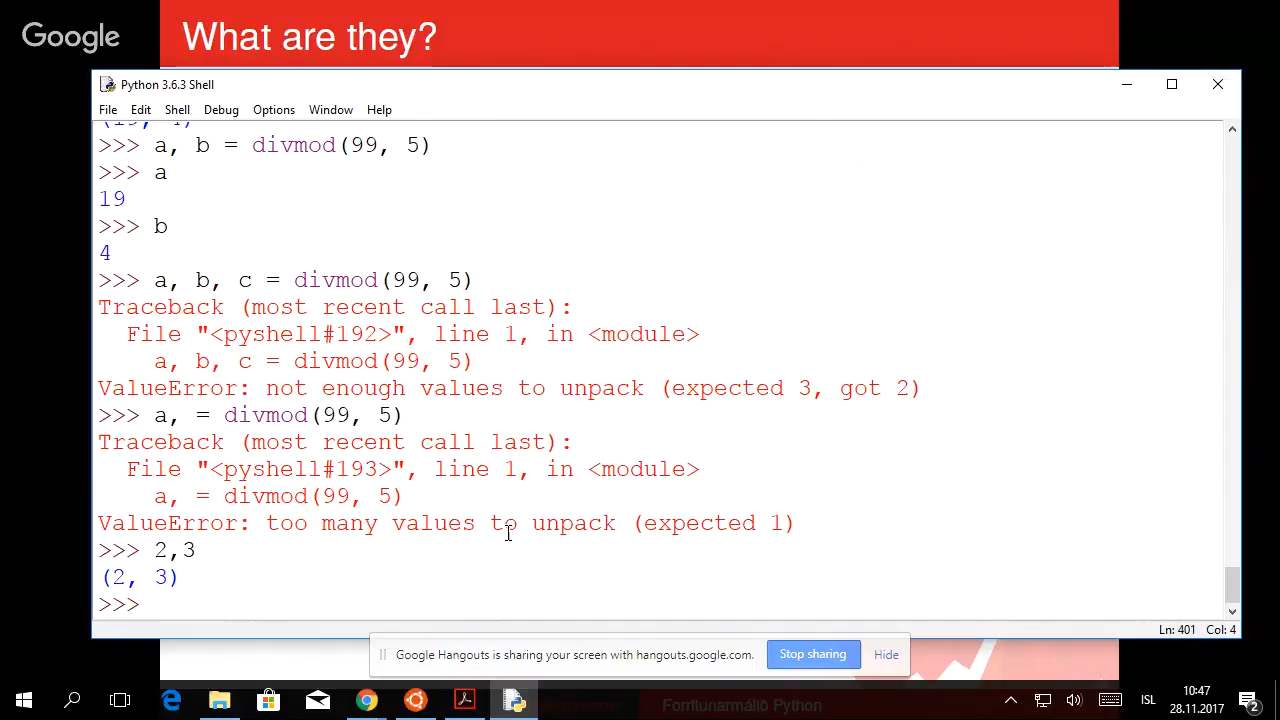 Google
What are they?
Python 3.6.3 Shell
File Edit Shell Debug Options Window Help
(19, 4)
>>> a, b = divmod(99, 5)
>>> a
19
>>> b
4
>>> a, b, c = divmod(99, 5)
Traceback (most recent call last):
  File "<pyshell#192>", line 1, in <module>
    a, b, c = divmod(99, 5)
ValueError: not enough values to unpack (expected 3, got 2)
>>> a, = divmod(99, 5)
Traceback (most recent call last):
  File "<pyshell#193>", line 1, in <module>
    a, = divmod(99, 5)
ValueError: too many values to unpack (expected 1)
>>> 2,3
(2, 3)
>>>
Ln: 401 Col: 4
Google Hangouts is sharing your screen with hangouts.google.com. Stop sharing Hide
Forritunarmálið Python
ÍSL
10:47
28.11.2017
2